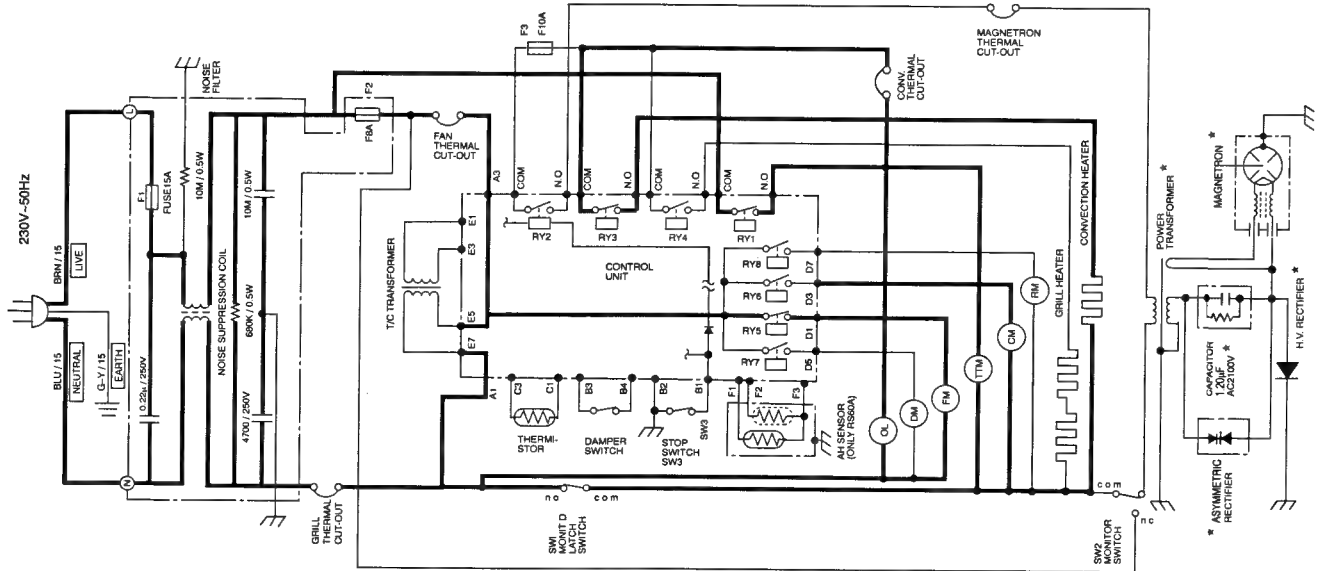 230V~50Hz
BRN / 15
LIVE
BLU / 15
NEUTRAL
G-Y / 15
EARTH
L
N
F1
FUSE15A
0.22µ / 250V
NOISE
FILTER
NOISE SUPPRESSION COIL
10M / 0.5W
10M / 0.5W
680K / 0.5W
4700 / 250V
F2
F8A
GRILL
THERMAL
CUT-OUT
FAN
THERMAL
CUT-OUT
F3
F10A
T/C TRANSFORMER
E1
E3
E5
E7
A3
A1
COM
N.O
COM
N.O
COM
N.O
COM
N.O
RY2
RY3
RY4
RY1
CONTROL
UNIT
RY8
RY6
RY5
RY7
D7
D3
D1
D5
C3
C1
B3
B4
B2
B1
F1
F2
F3
THERMI-
STOR
DAMPER
SWITCH
STOP
SWITCH
SW3
SW3
AH SENSOR
(ONLY RS60A)
no
com
SW1
MONIT D
LATCH
SWITCH
OL
DM
FM
TTM
CM
RM
CONV.
THERMAL
CUT-OUT
MAGNETRON
THERMAL
CUT-OUT
GRILL HEATER
CONVECTION HEATER
com
nc
SW2
MONITOR
SWITCH
POWER
TRANSFORMER *
MAGNETRON *
CAPACITOR *
1.20µF
AC2100V
* ASYMMETRIC
RECTIFIER
H.V. RECTIFIER *